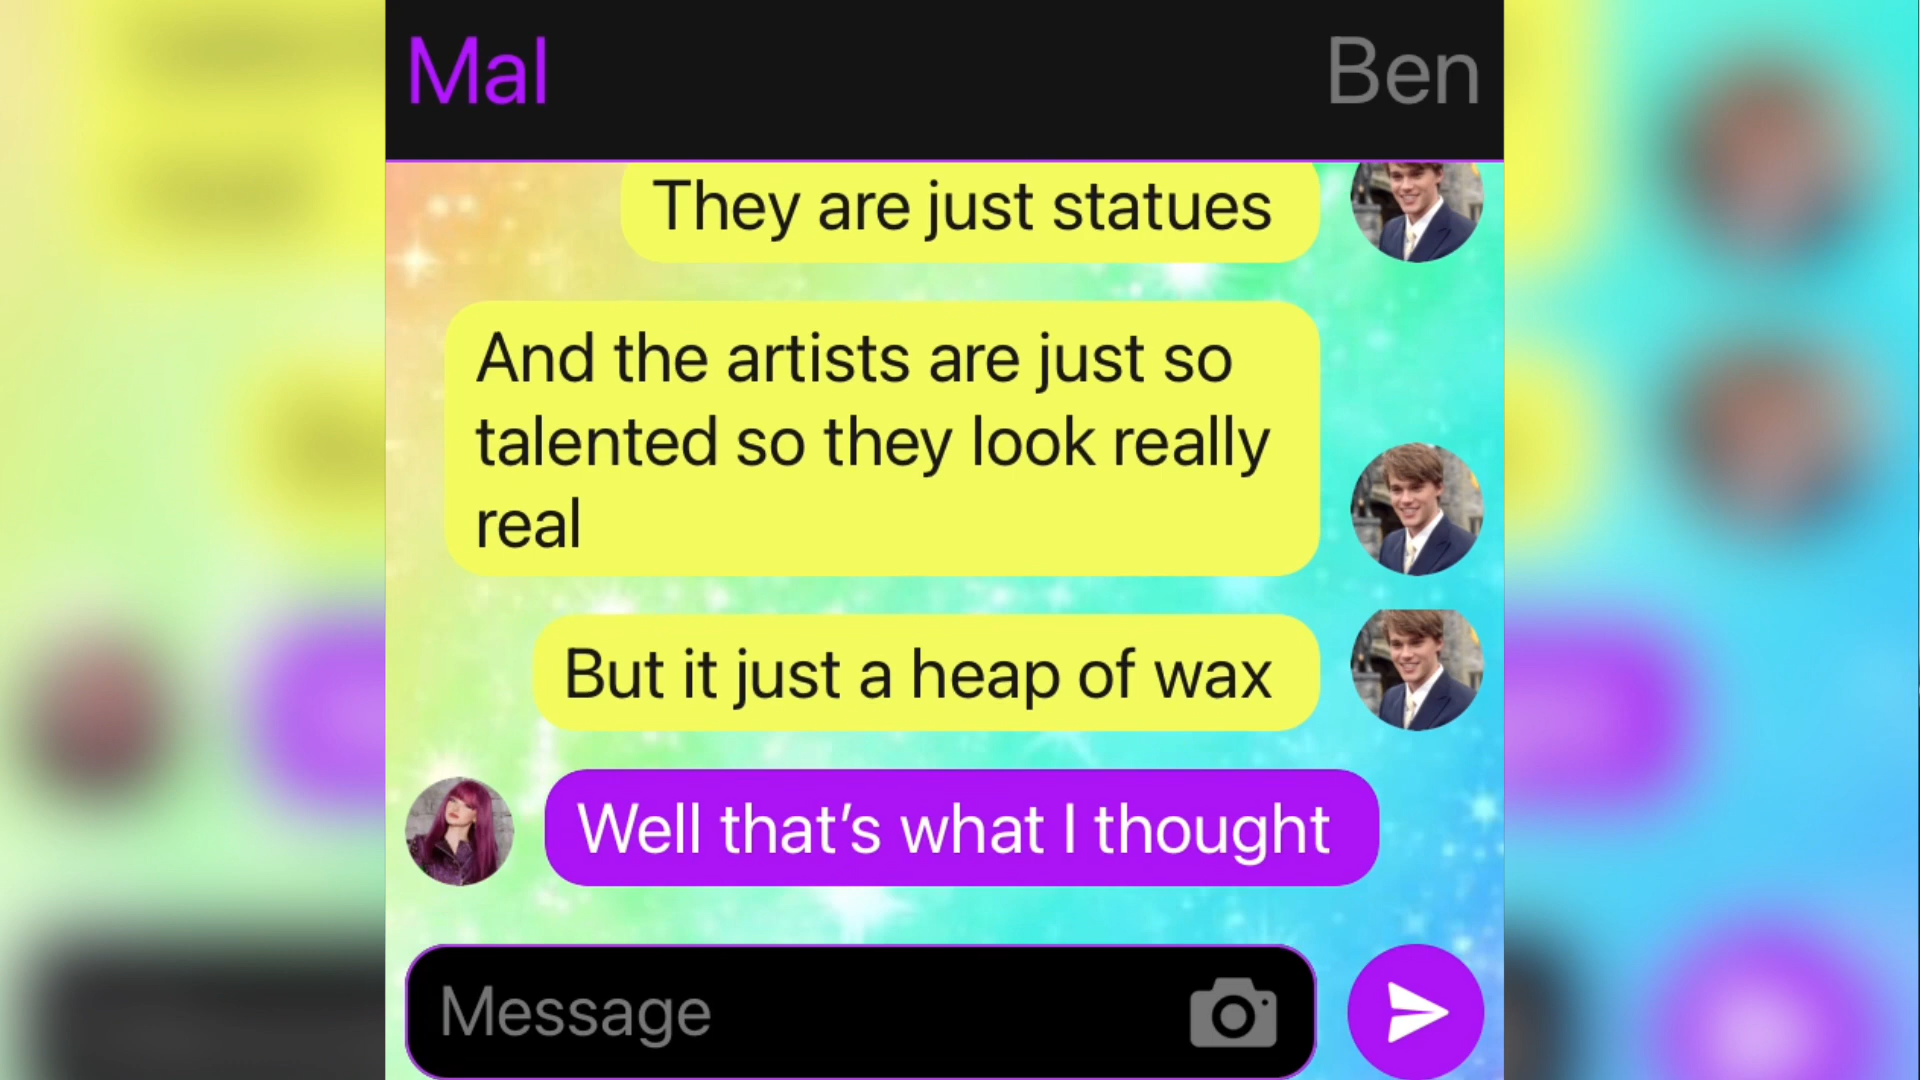 Mal
Ben
They are just statues
And the artists are just so
talented so they look really
real
But it just a heap of wax
Well that’s what I thought
Message